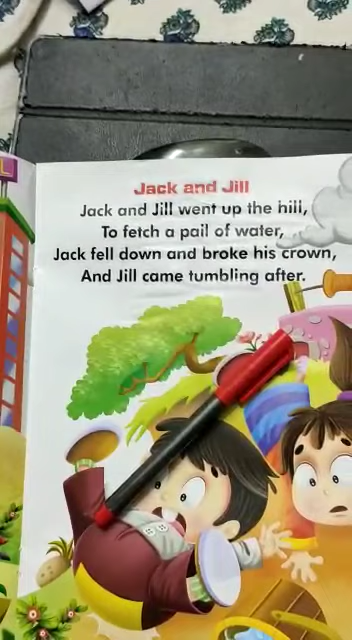 L
Jack and Jill
Jack and Jill went up the hill,
To fetch a pail of water,
Jack fell down and broke his crown,
And Jill came tumbling after.